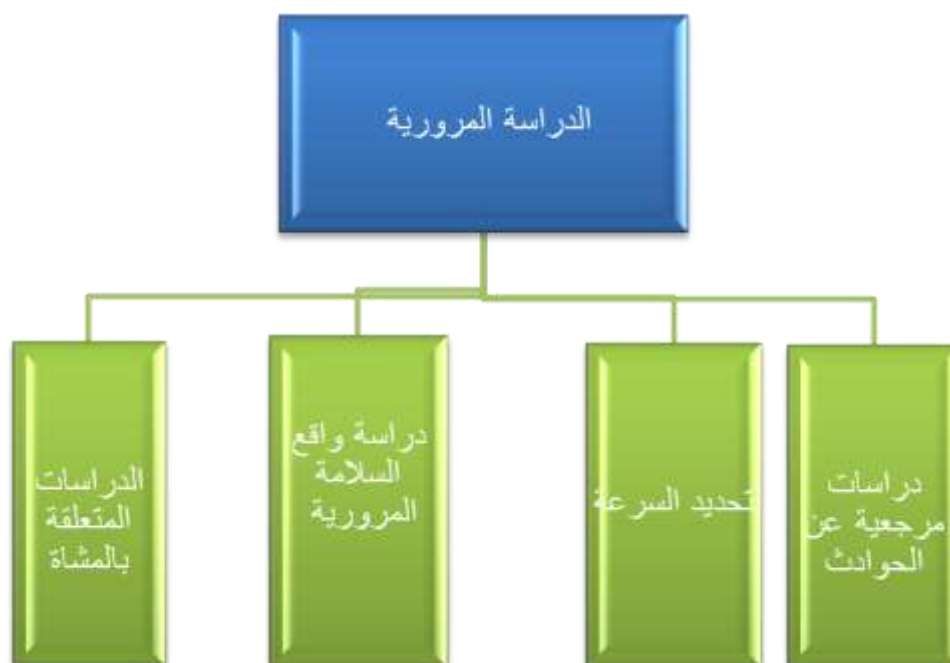 الدراسة المرورية
دراسات
مرجعية عن
الحوادث
تحديد السرعة
دراسة واقع
السلامة
المرورية
الدراسات
المتعلقة
بالمشاة